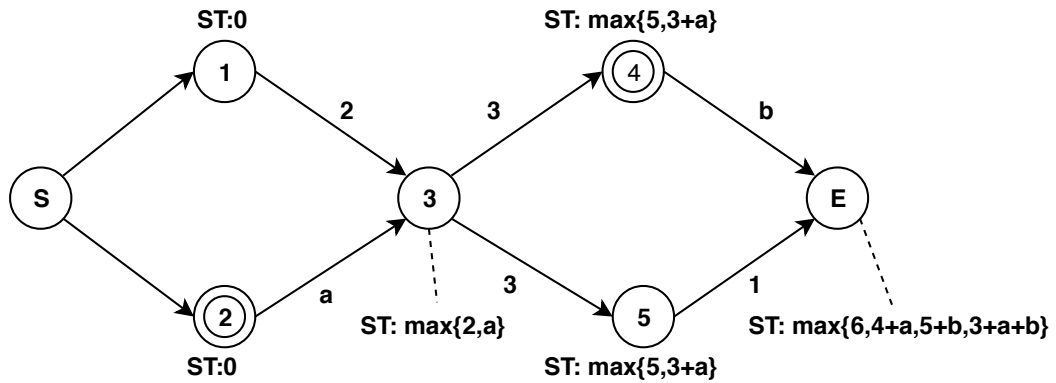 ST:0
ST: max{5,3+a}
1
4
2
3
b
S
3
E
a
3
1
2
5
ST: max{2,a}
ST: max{6,4+a,5+b,3+a+b}
ST:0
ST: max{5,3+a}